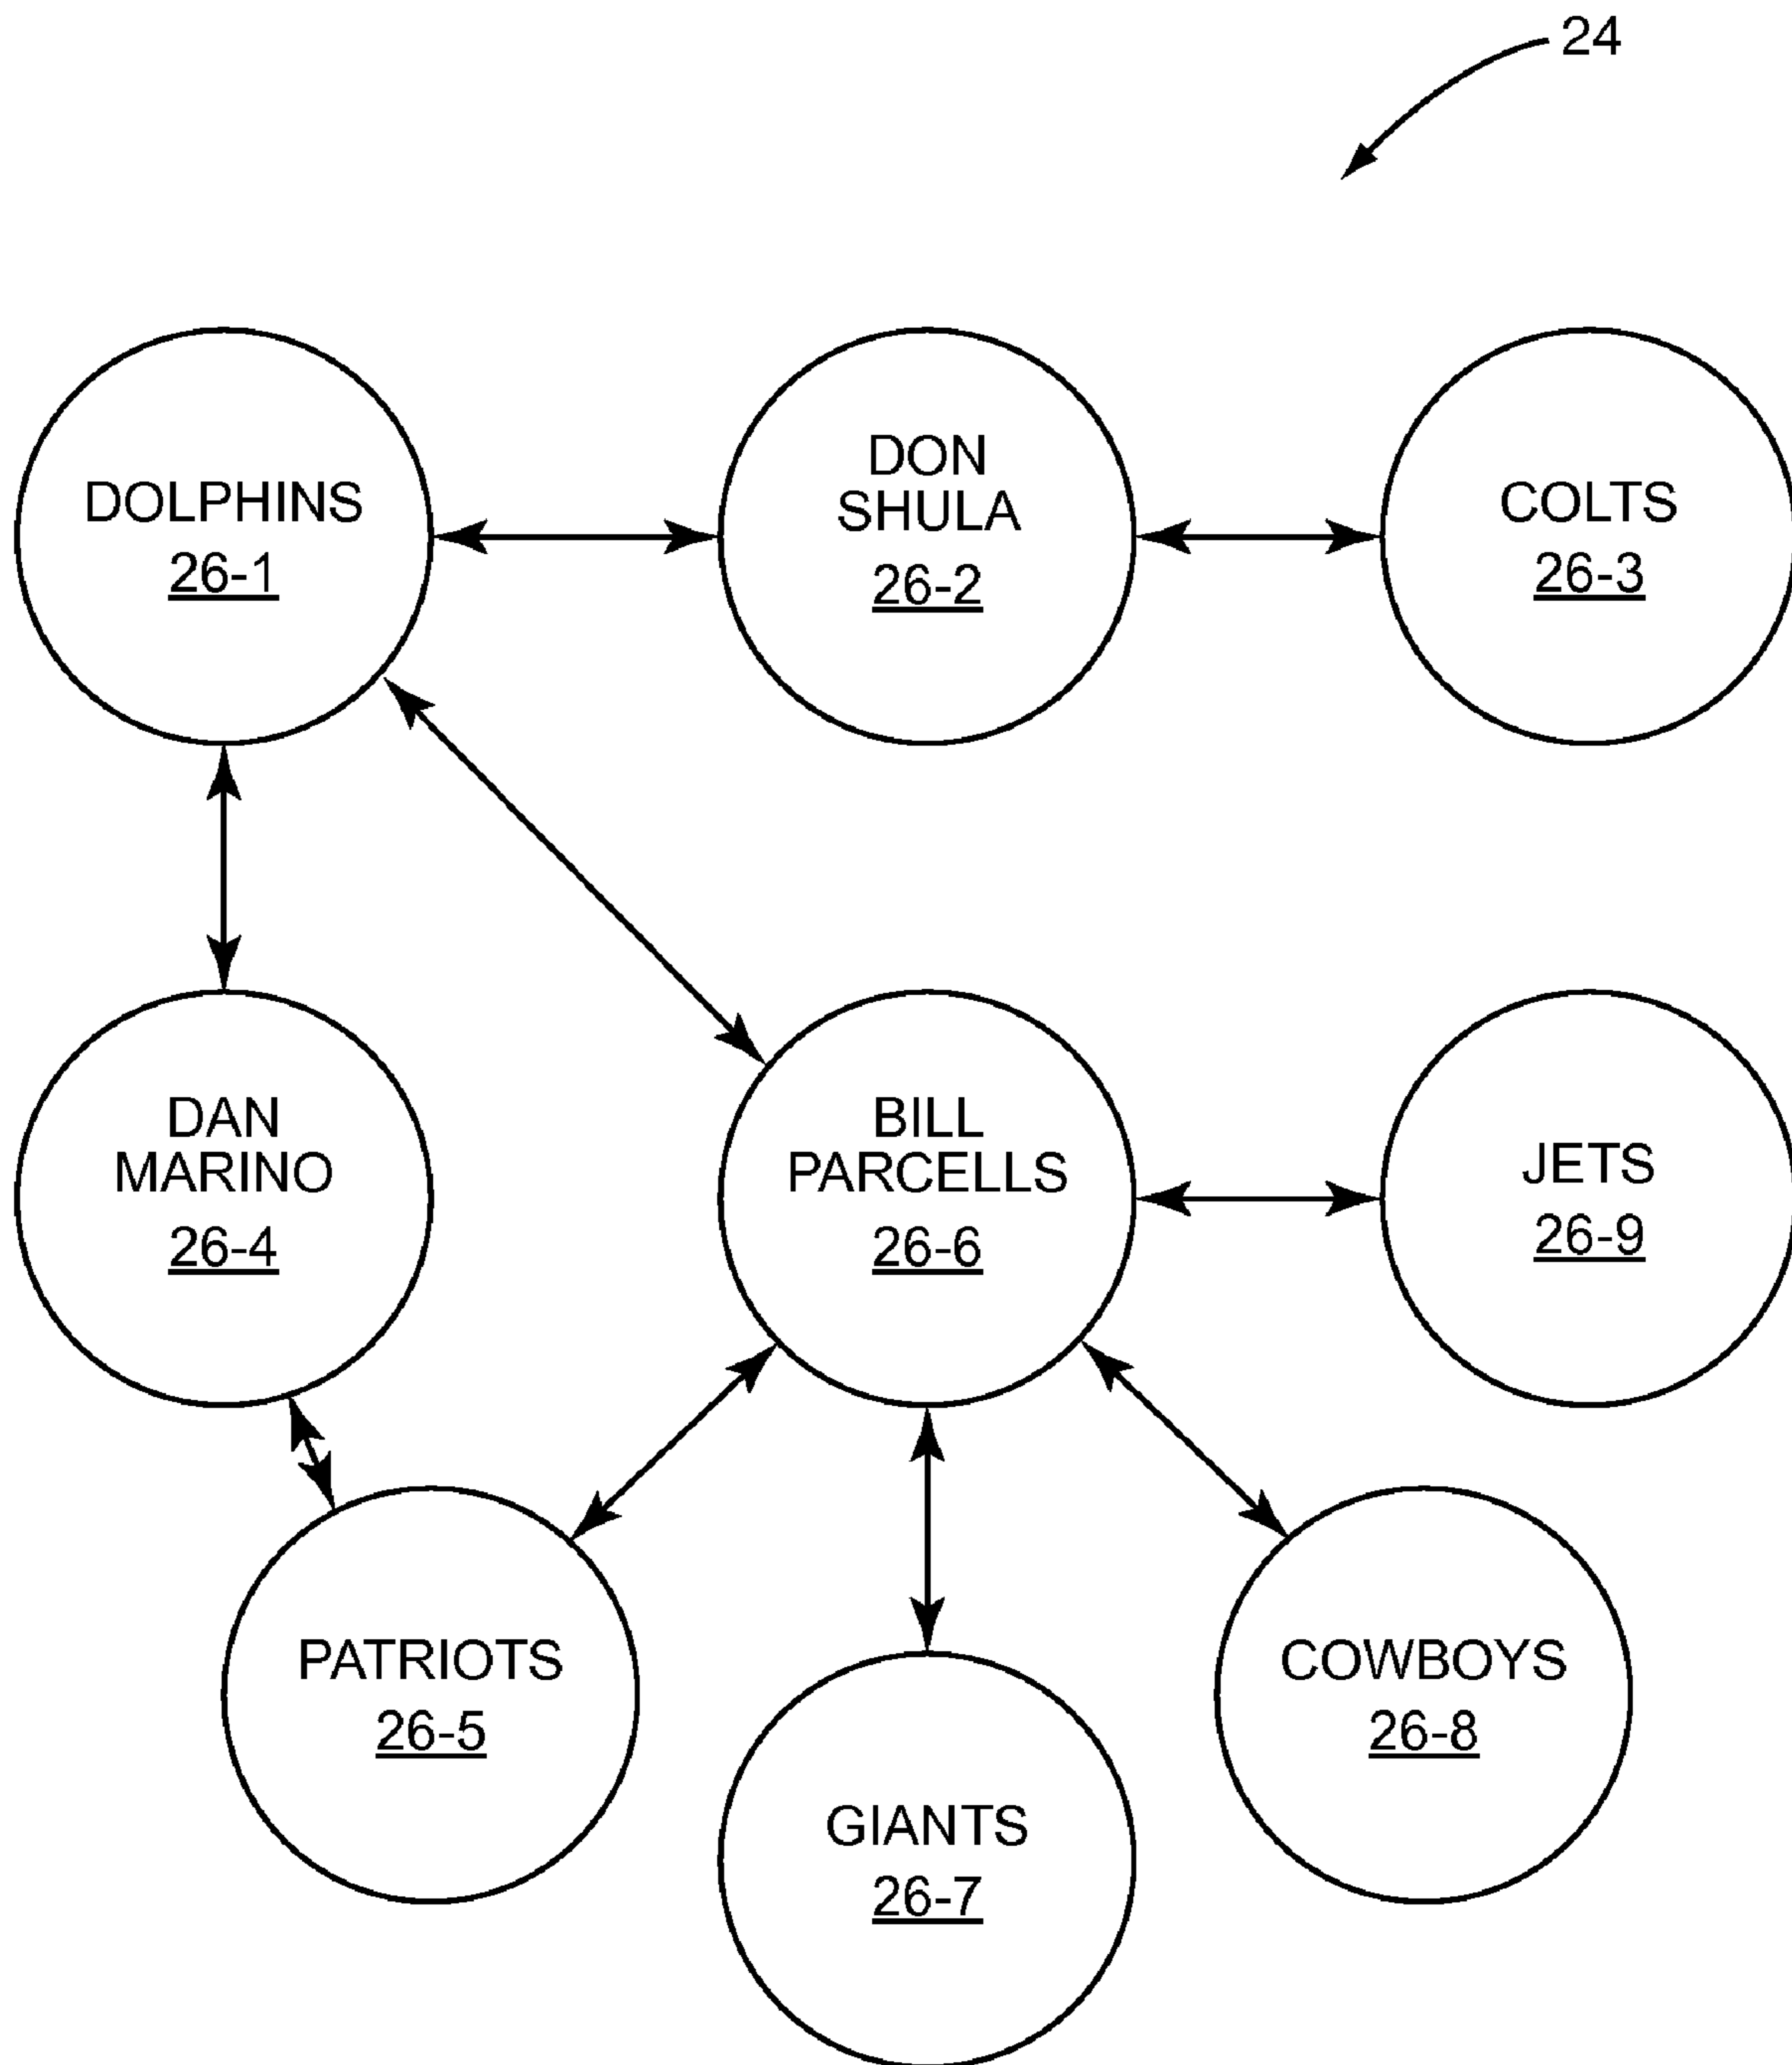 24
DOLPHINS
26-1
DON
SHULA
26-2
COLTS
26-3
DAN
MARINO
26-4
BILL
PARCELLS
26-6
JETS
26-9
PATRIOTS
26-5
GIANTS
26-7
COWBOYS
26-8